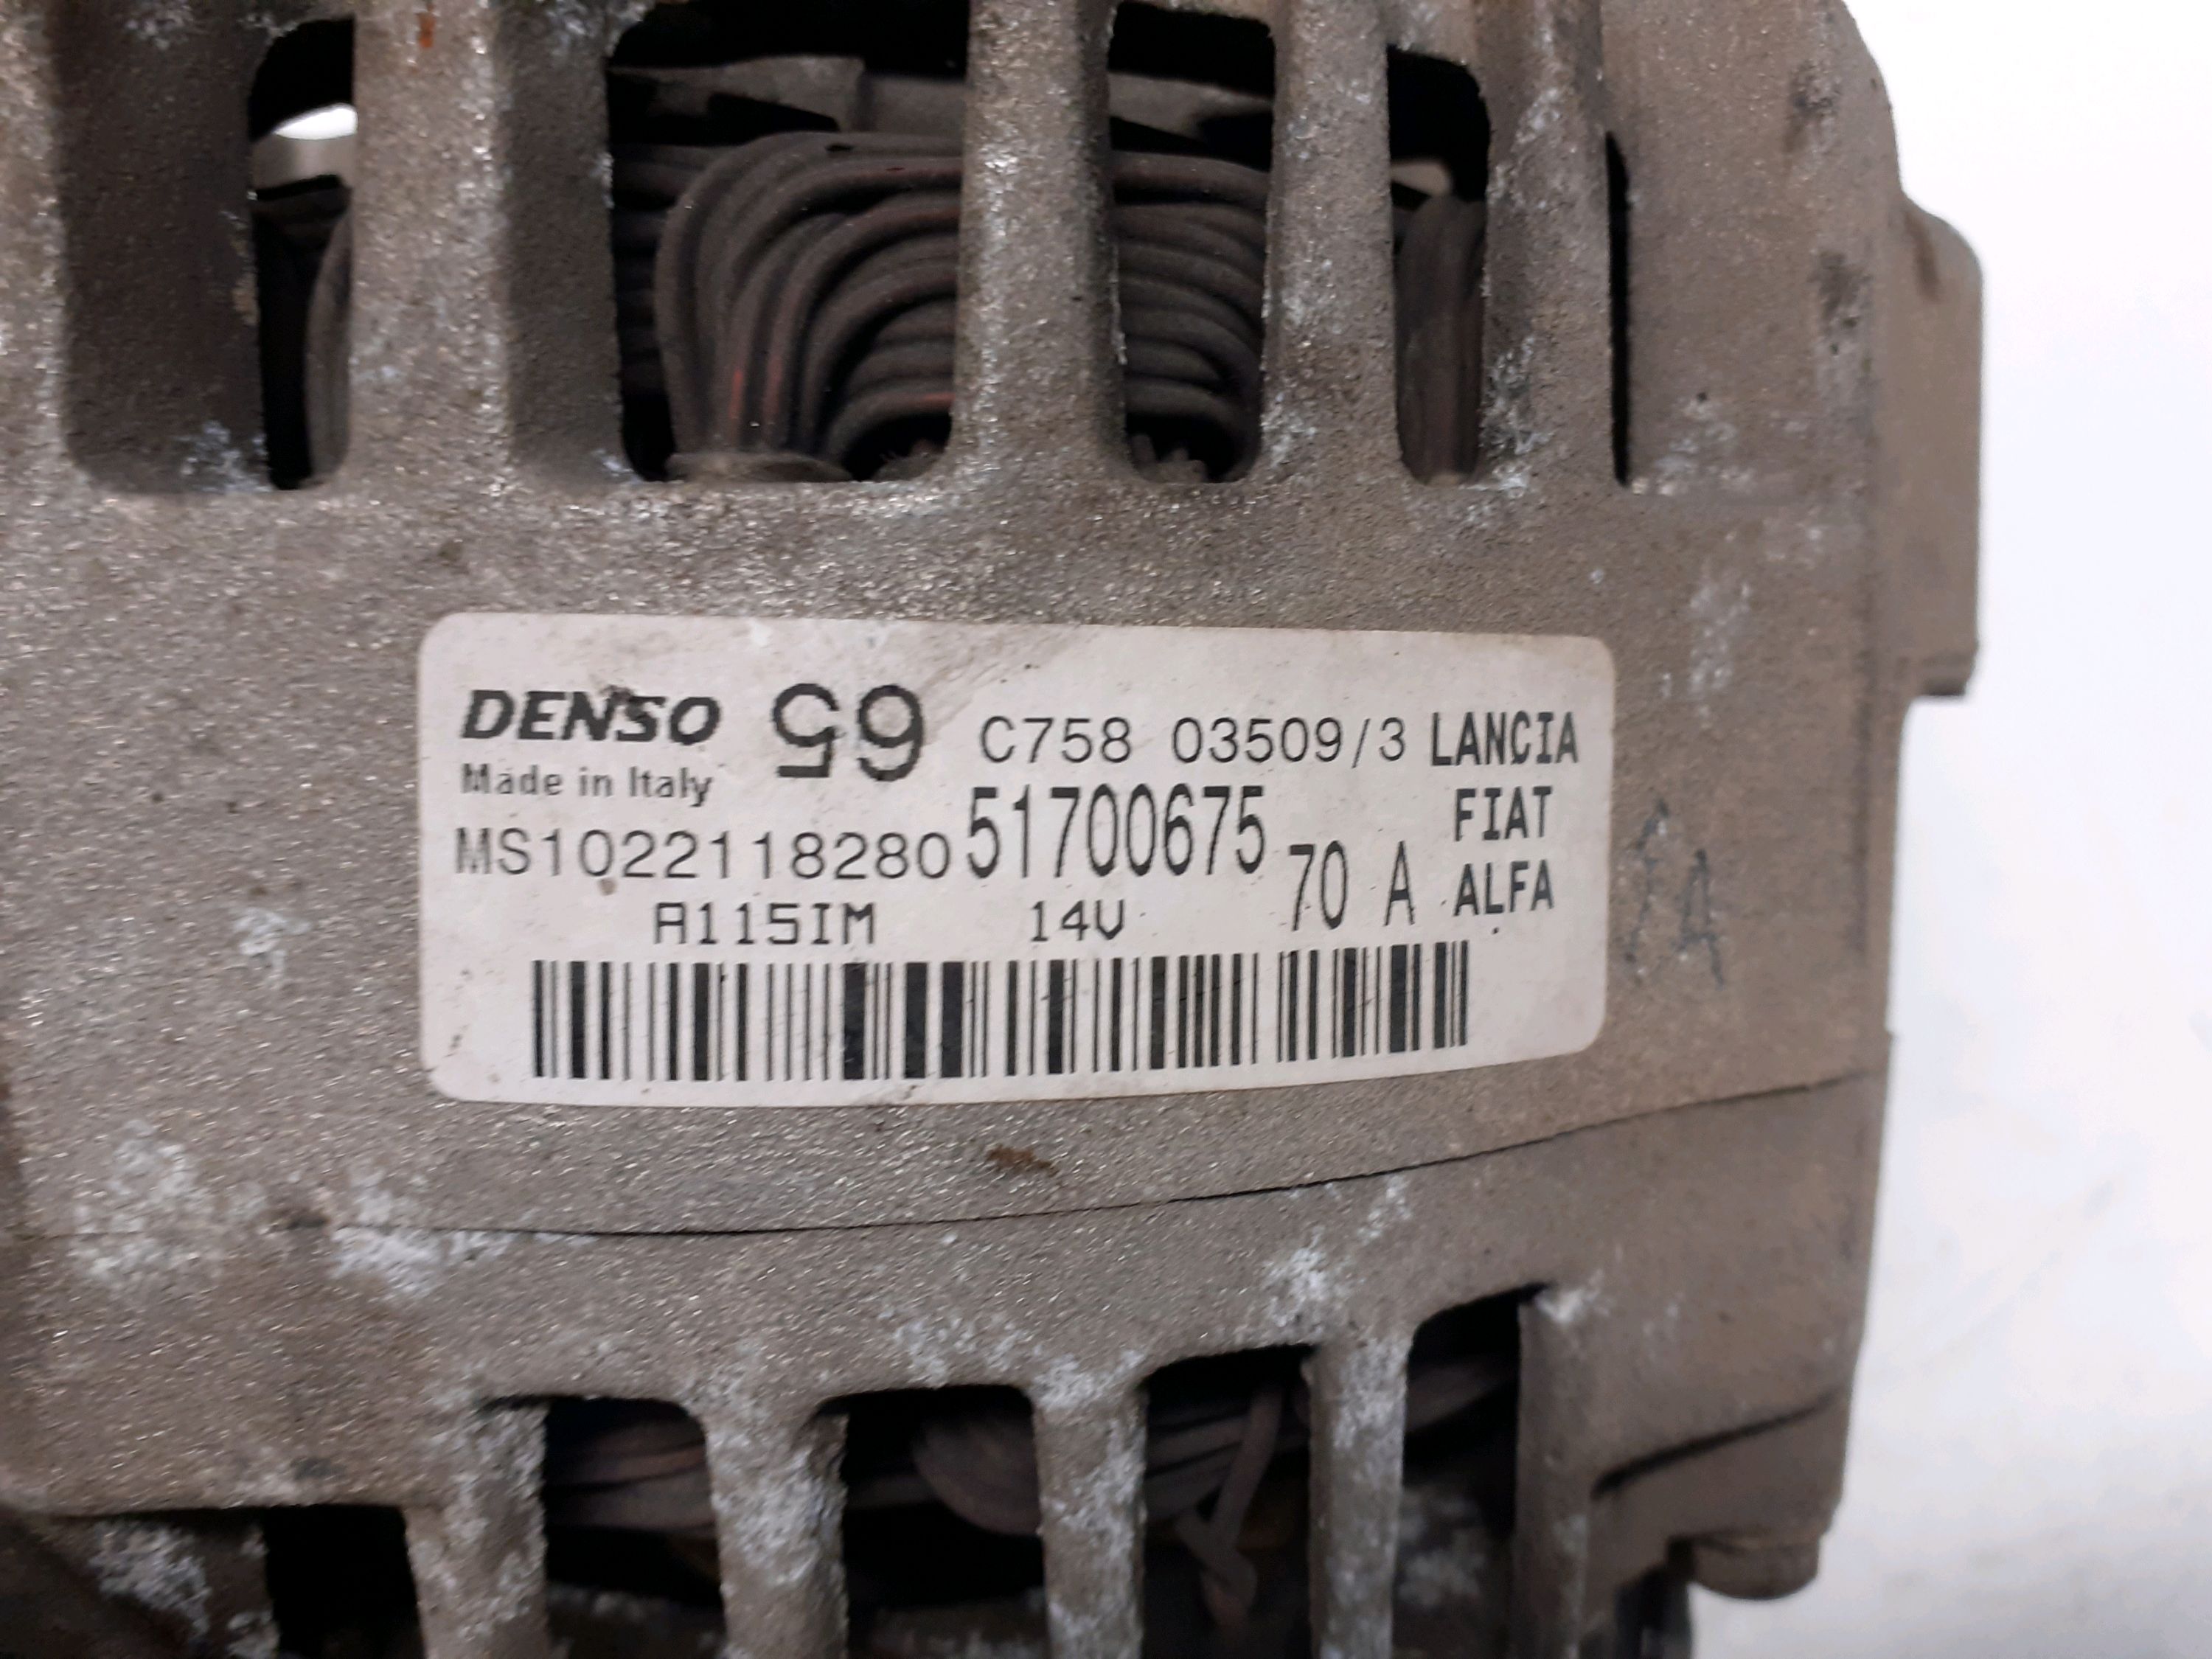 DENSO 65 C758 03509/3 LANCIA
Made in Italy
MS1022118280 51700675 FIAT
A115IM 14V 70 A ALFA